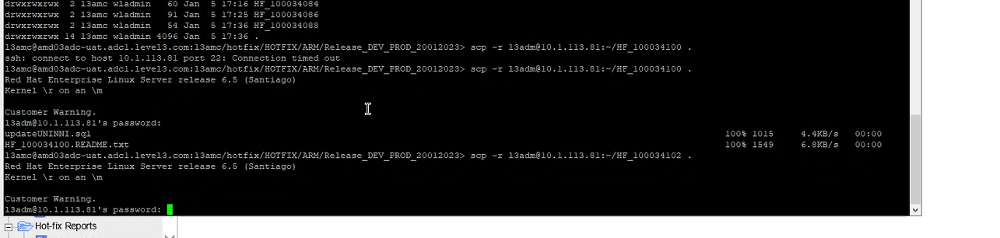 drwxrwxrwx  2 l3amc wladmin   60 Jan  5 17:16 HF_100034084
drwxrwxrwx  2 l3amc wladmin   91 Jan  5 17:25 HF_100034086
drwxrwxrwx  2 l3amc wladmin   54 Jan  5 17:36 HF_100034088
drwxrwxrwx 14 l3amc wladmin 4096 Jan  5 17:36 .
l3amc@amd03adc-uat.adc1.level3.com:l3amc/hotfix/HOTFIX/ARM/Release_DEV_PROD_20012023> scp -r l3adm@10.1.113.81:~/HF_100034100 .
ssh: connect to host 10.1.113.81 port 22: Connection timed out
l3amc@amd03adc-uat.adc1.level3.com:l3amc/hotfix/HOTFIX/ARM/Release_DEV_PROD_20012023> scp -r l3adm@10.1.113.81:~/HF_100034100 .
Red Hat Enterprise Linux Server release 6.5 (Santiago)
Kernel \r on an \m
Customer Warning.
l3adm@10.1.113.81's password:
updateUNINNI.sql 100% 1015 4.4KB/s 00:00
HF_100034100.README.txt 100% 1549 6.8KB/s 00:00
l3amc@amd03adc-uat.adc1.level3.com:l3amc/hotfix/HOTFIX/ARM/Release_DEV_PROD_20012023> scp -r l3adm@10.1.113.81:~/HF_100034102 .
Red Hat Enterprise Linux Server release 6.5 (Santiago)
Kernel \r on an \m
Customer Warning.
l3adm@10.1.113.81's password:
Hot-fix Reports